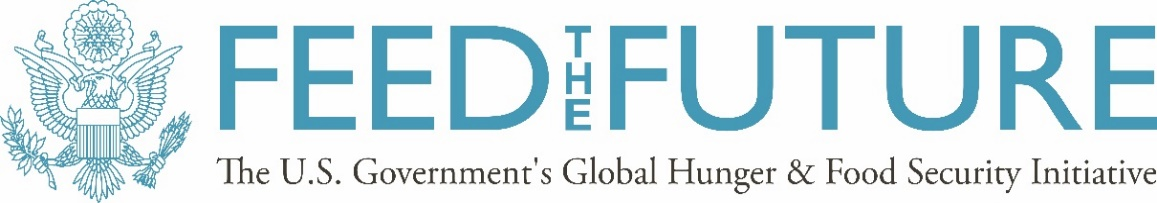 FEED THE FUTURE
The U.S. Government's Global Hunger & Food Security Initiative